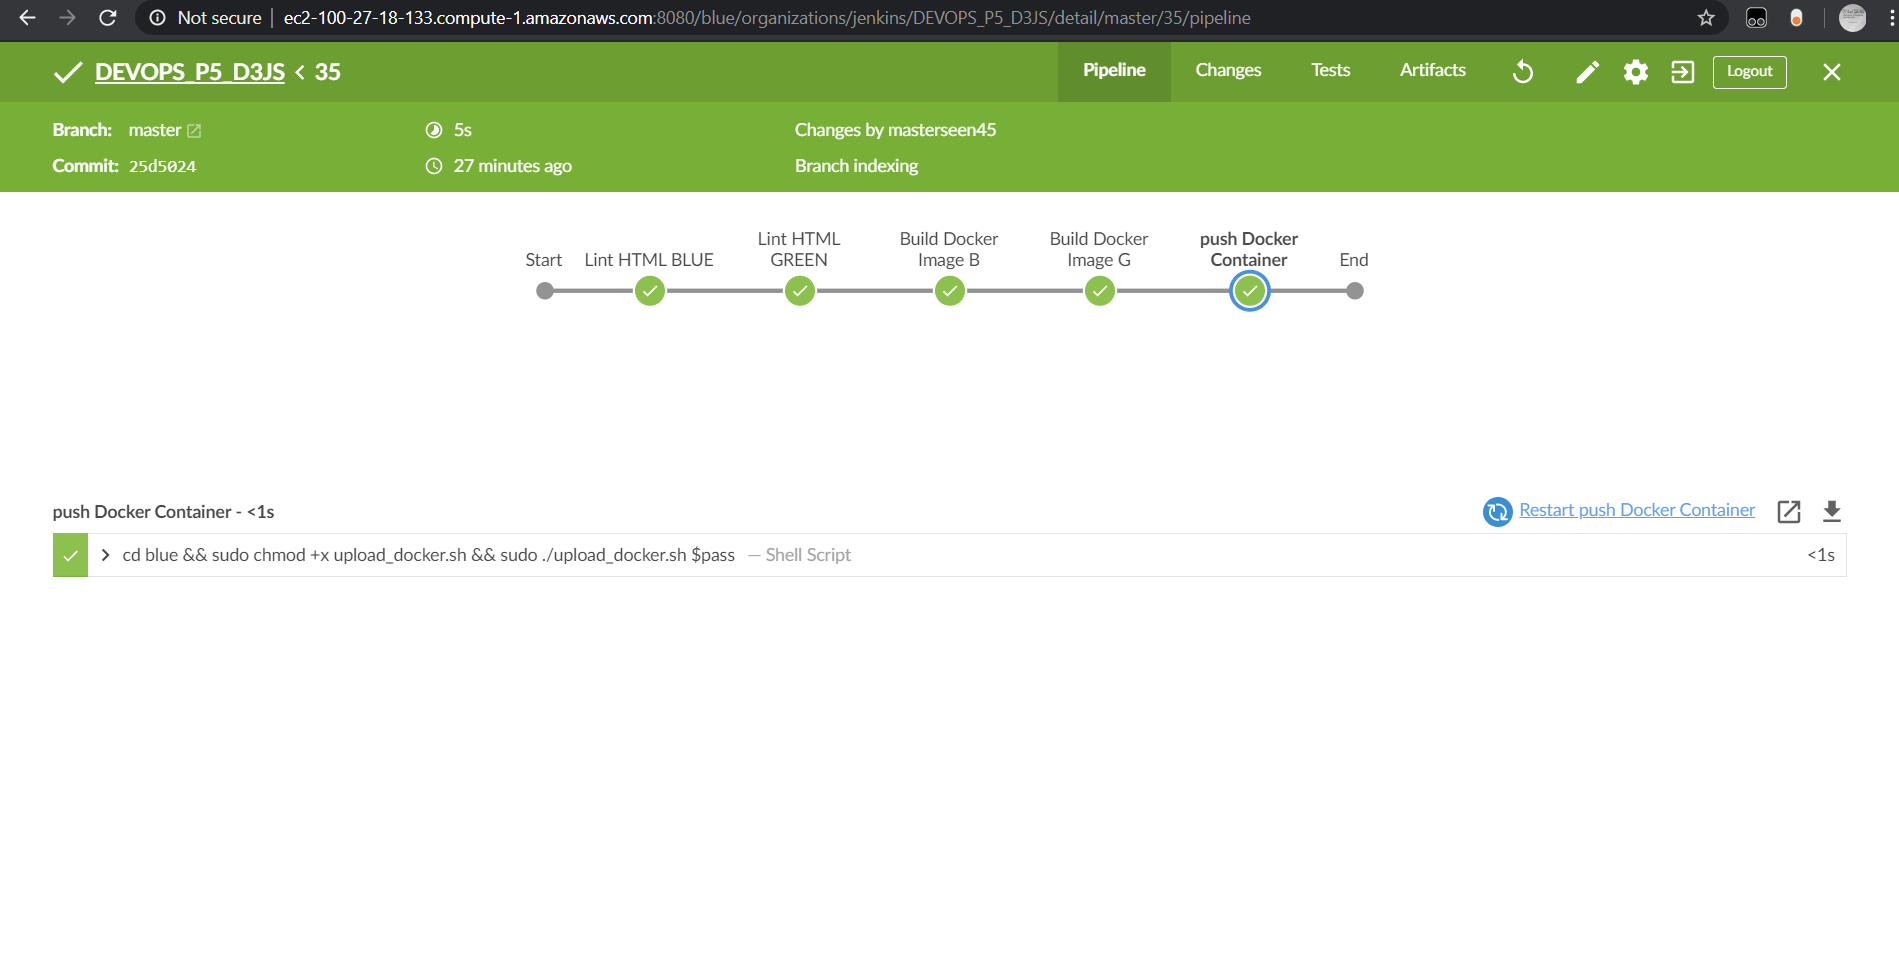 Not secure | ec2-100-27-18-133.compute-1.amazonaws.com:8080/blue/organizations/jenkins/DEVOPS_P5_D3JS/detail/master/35/pipeline
DEVOPS_P5_D3JS < 35
Pipeline Changes Tests Artifacts Logout
Branch: master 5s Changes by masterseen45
Commit: 25d5024 27 minutes ago Branch indexing
Lint HTML Build Docker Build Docker push Docker
Start Lint HTML BLUE GREEN Image B Image G Container End
push Docker Container - <1s Restart push Docker Container
cd blue && sudo chmod +x upload_docker.sh && sudo ./upload_docker.sh $pass — Shell Script <1s